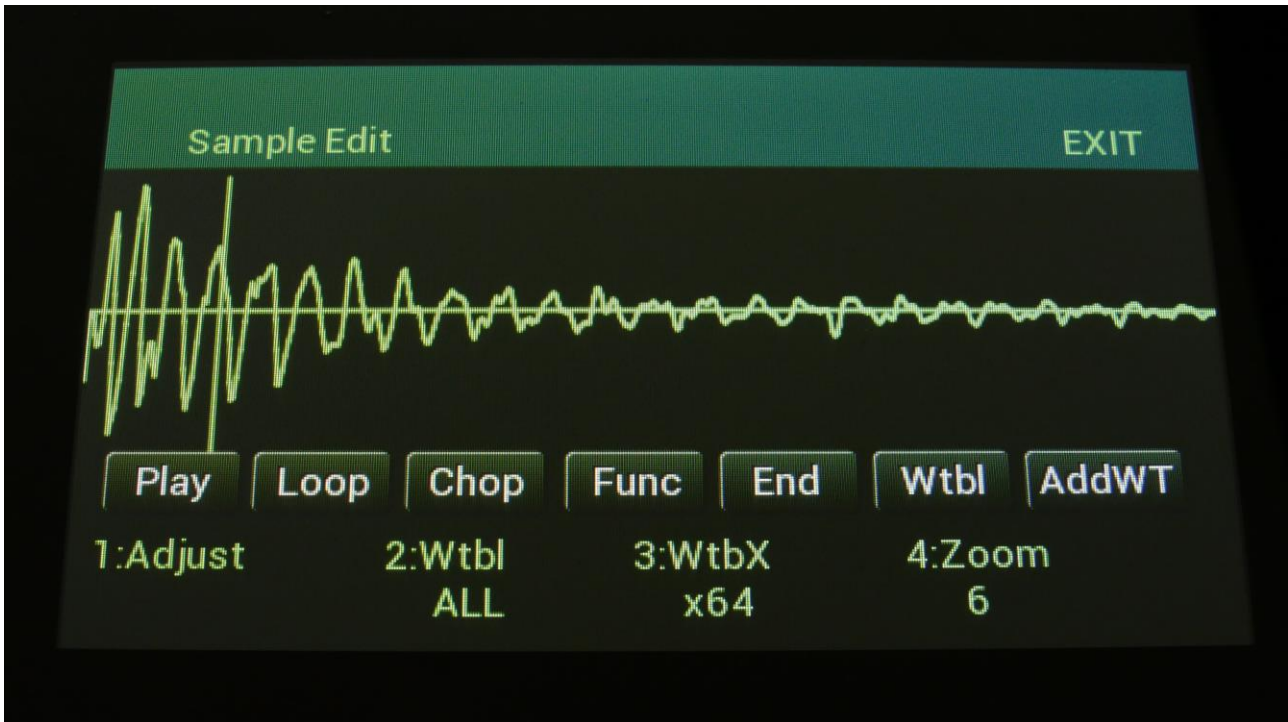 Sample Edit EXIT
Play Loop Chop Func End Wtbl AddWT
1:Adjust 2:Wtbl 3:WtbX 4:Zoom
ALL x64 6